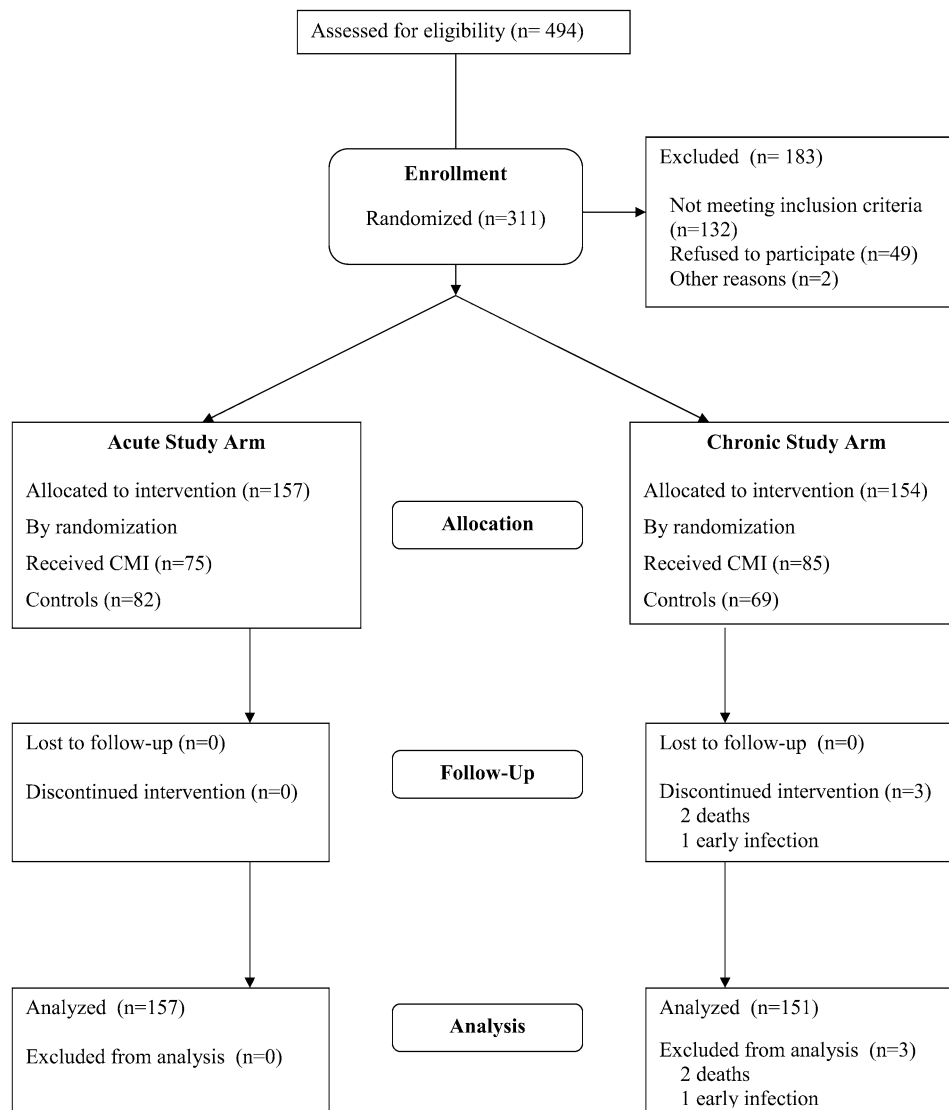 Assessed for eligibility (n= 494)
Enrollment
Randomized (n=311)
Excluded  (n= 183)
Not meeting inclusion criteria
(n=132)
Refused to participate (n=49)
Other reasons (n=2)
Acute Study Arm
Allocated to intervention (n=157)
By randomization
Received CMI (n=75)
Controls (n=82)
Allocation
Chronic Study Arm
Allocated to intervention (n=154)
By randomization
Received CMI (n=85)
Controls (n=69)
Lost to follow-up (n=0)
Discontinued intervention (n=0)
Follow-Up
Lost to follow-up  (n=0)
Discontinued intervention (n=3)
2 deaths
1 early infection
Analyzed  (n=157)
Excluded from analysis  (n=0)
Analysis
Analyzed  (n=151)
Excluded from analysis  (n=3)
2 deaths
1 early infection